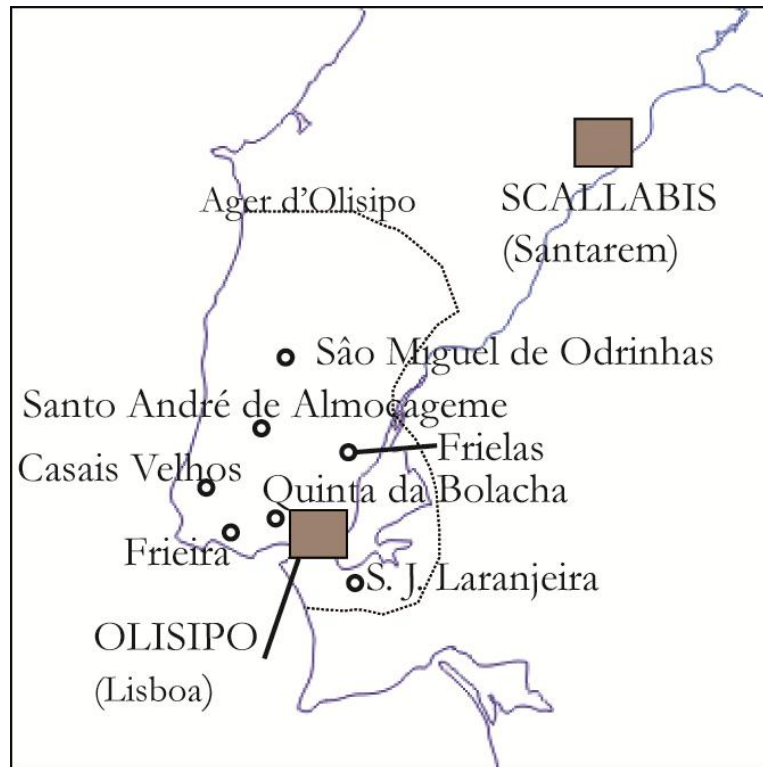 Ager d'Olisipo
SCALLABIS
(Santarem)
Sâo Miguel de Odrinhas
Santo André de Almoçageme
Frielas
Casais Velhos
Quinta da Bolacha
Frieira
S. J. Laranjeira
OLISIPO
(Lisboa)